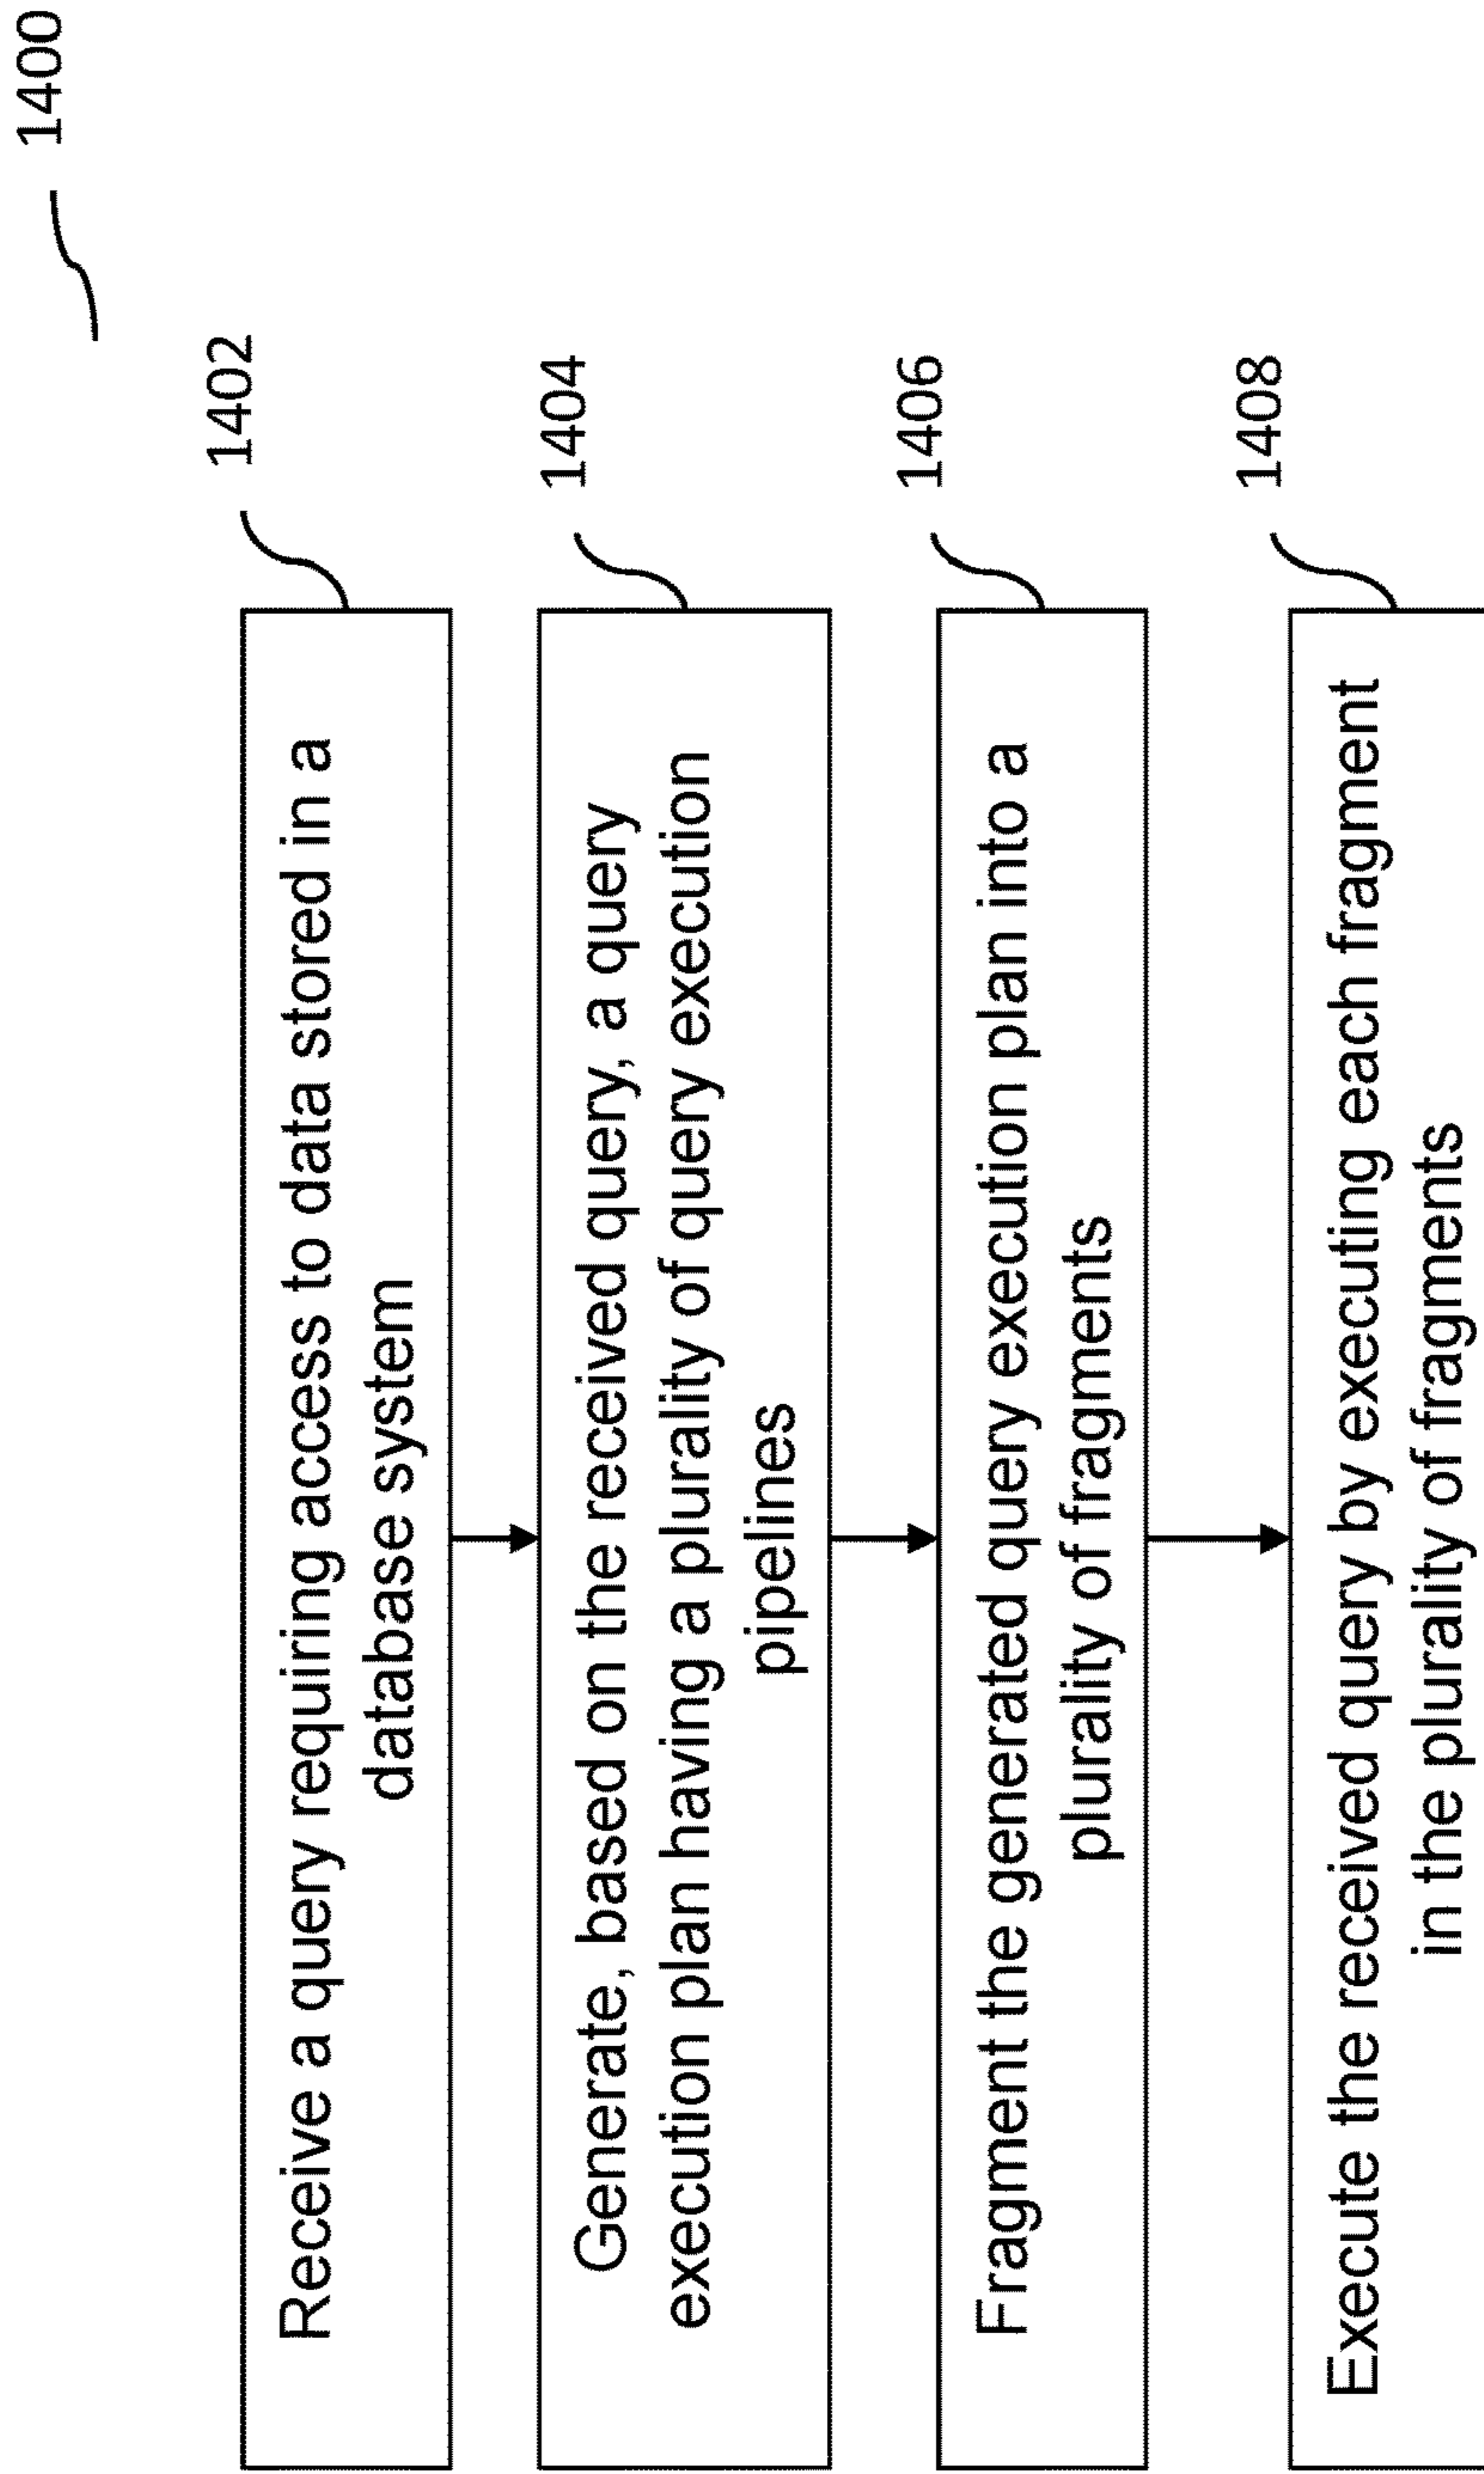 1400
1402
Receive a query requiring access to data stored in a
database system
1404
Generate, based on the received query, a query
execution plan having a plurality of query execution
pipelines
1406
Fragment the generated query execution plan into a
plurality of fragments
1408
Execute the received query by executing each fragment
in the plurality of fragments